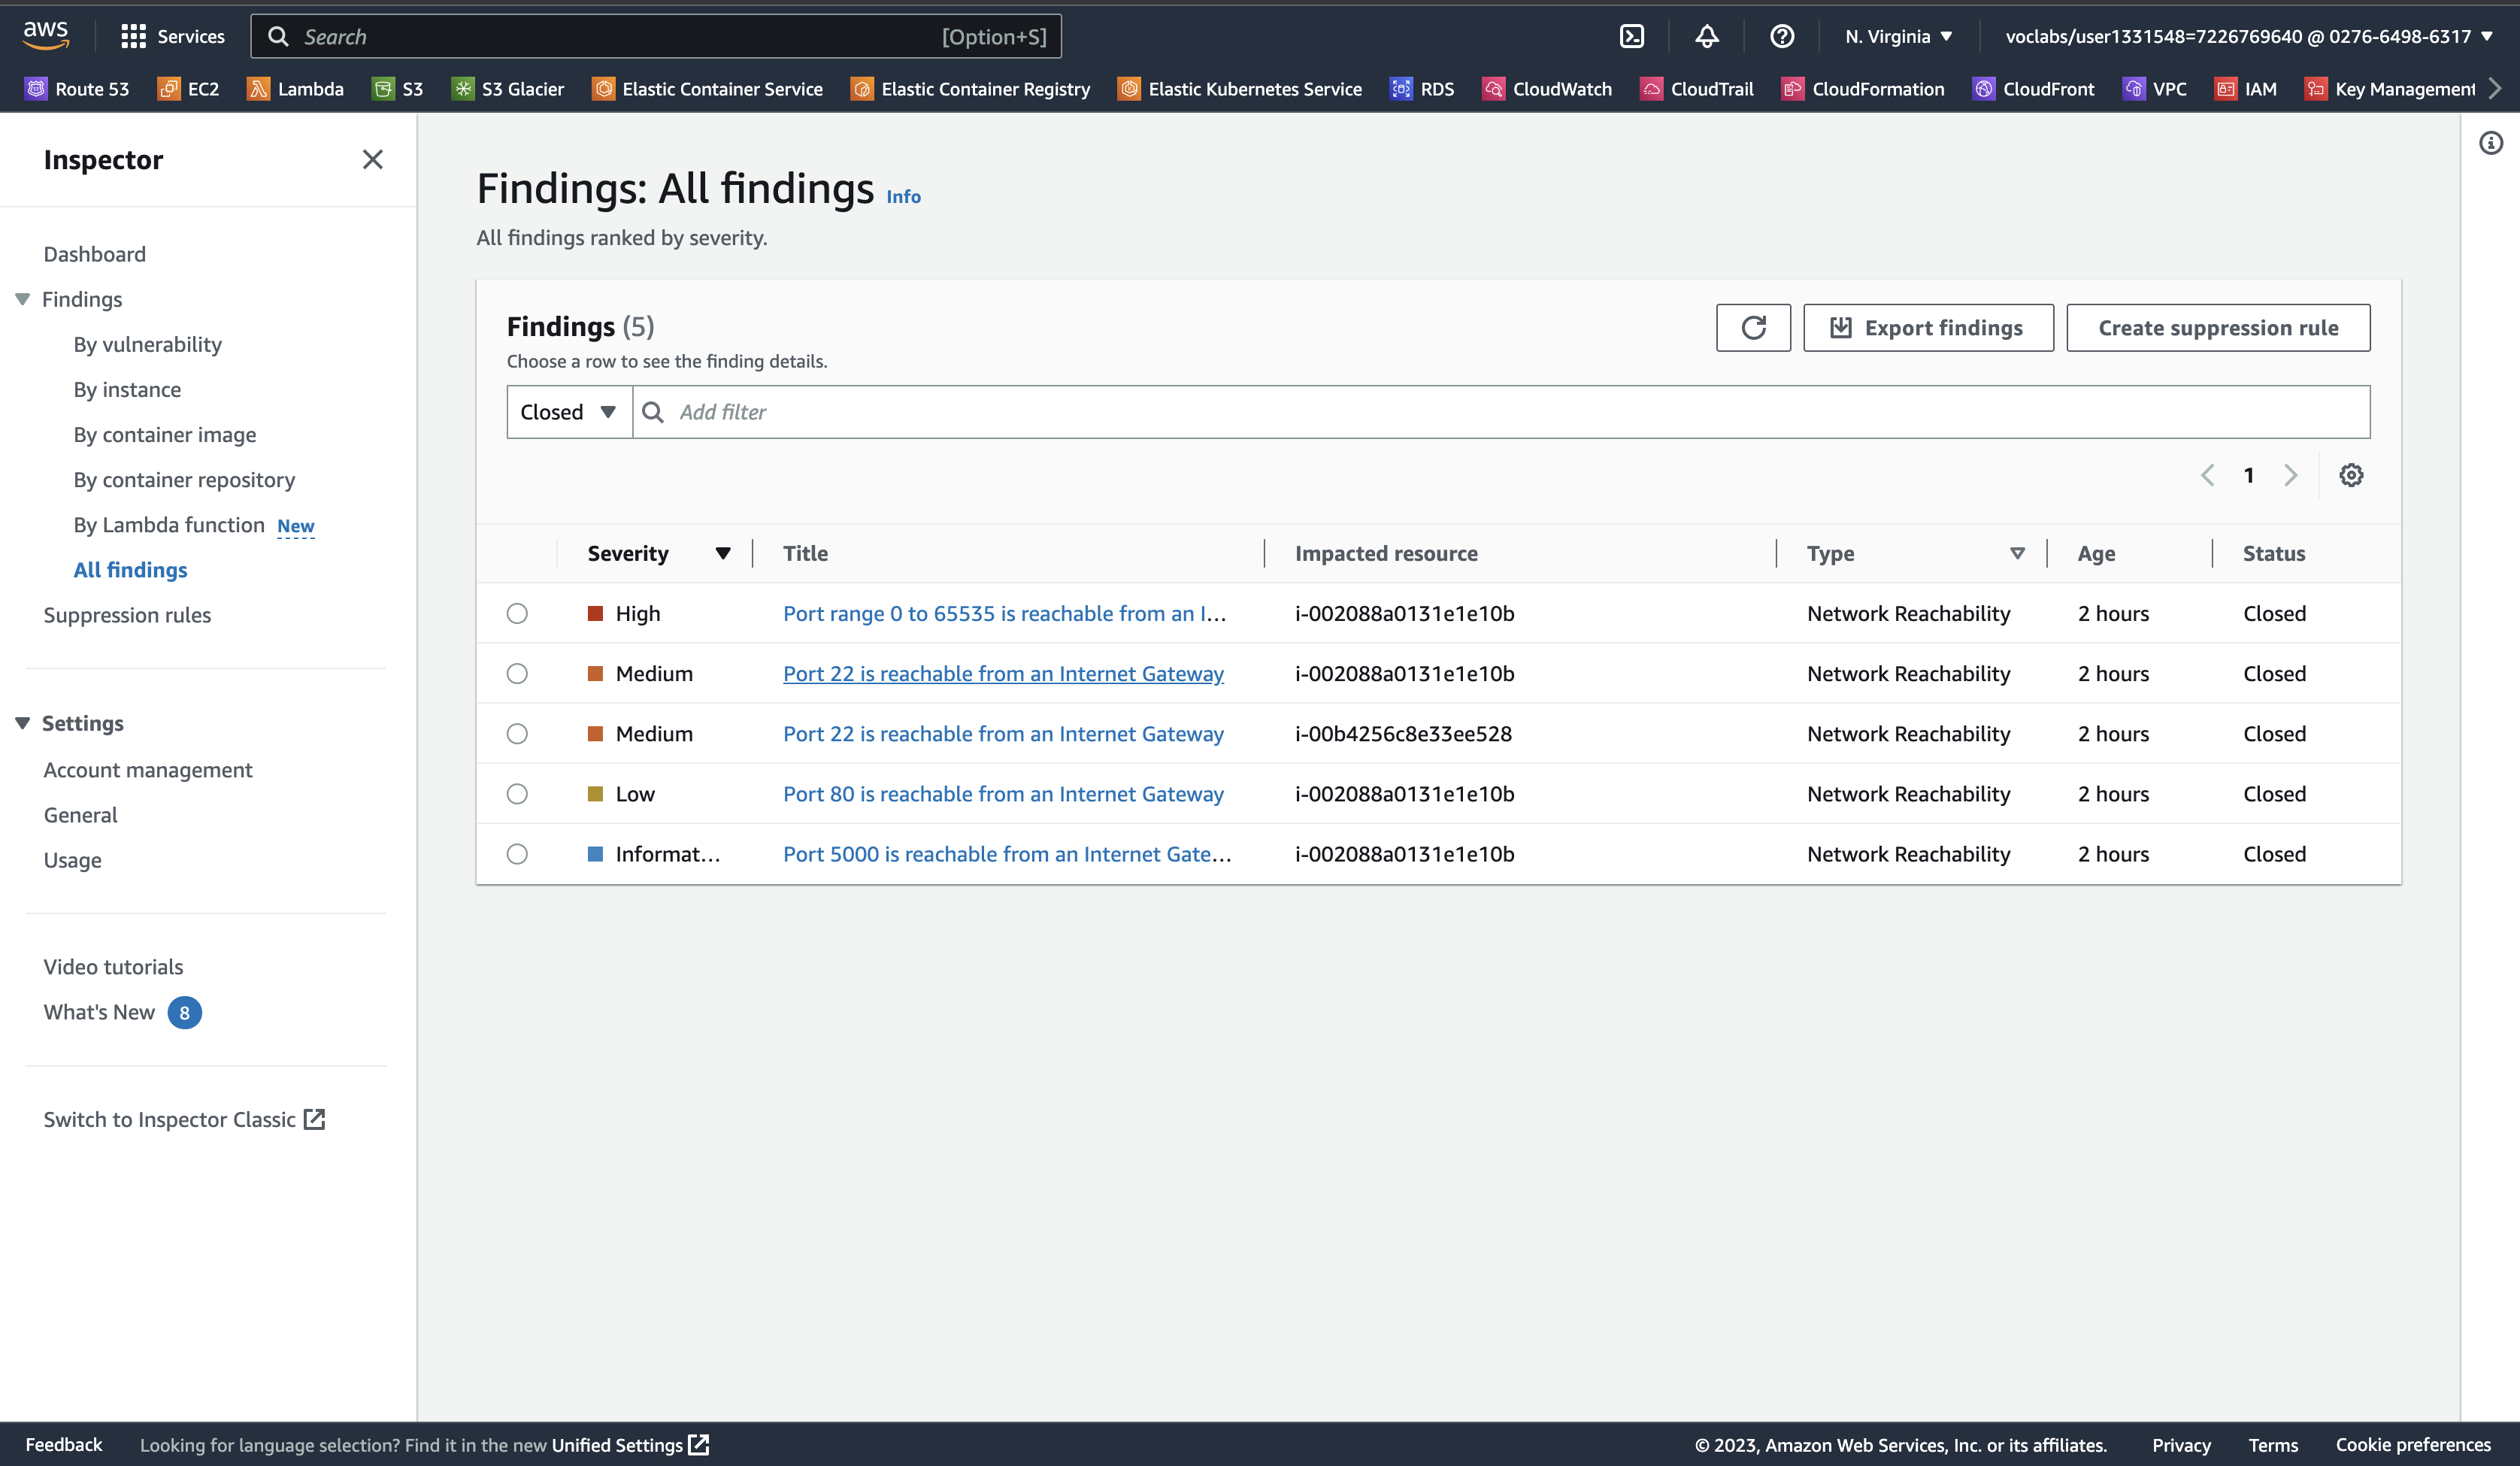 aws Services Search [Option+S] N. Virginia voclabs/user1331548=7226769640 @ 0276-6498-6317
Route 53 EC2 Lambda S3 S3 Glacier Elastic Container Service Elastic Container Registry Elastic Kubernetes Service RDS CloudWatch CloudTrail CloudFormation CloudFront VPC IAM Key Management
Inspector
Dashboard
Findings
By vulnerability
By instance
By container image
By container repository
By Lambda function New
All findings
Suppression rules
Settings
Account management
General
Usage
Video tutorials
What's New 8
Switch to Inspector Classic
Findings: All findings Info
All findings ranked by severity.
Findings (5)
Choose a row to see the finding details.
Export findings
Create suppression rule
Closed Add filter
1
Severity Title Impacted resource Type Age Status
High Port range 0 to 65535 is reachable from an I... i-002088a0131e1e10b Network Reachability 2 hours Closed
Medium Port 22 is reachable from an Internet Gateway i-002088a0131e1e10b Network Reachability 2 hours Closed
Medium Port 22 is reachable from an Internet Gateway i-00b4256c8e33ee528 Network Reachability 2 hours Closed
Low Port 80 is reachable from an Internet Gateway i-002088a0131e1e10b Network Reachability 2 hours Closed
Informat... Port 5000 is reachable from an Internet Gate... i-002088a0131e1e10b Network Reachability 2 hours Closed
Feedback Looking for language selection? Find it in the new Unified Settings © 2023, Amazon Web Services, Inc. or its affiliates. Privacy Terms Cookie preferences